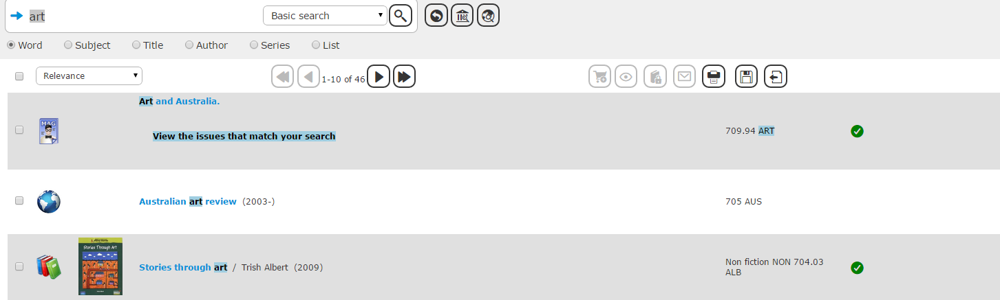 art Basic search
Word Subject Title Author Series List
Relevance 1-10 of 46
Art and Australia.
MAG
View the issues that match your search
709.94 ART
Australian art review (2003-)
705 AUS
Stories Through Art
Stories through art / Trish Albert (2009)
Non fiction NON 704.03
ALB